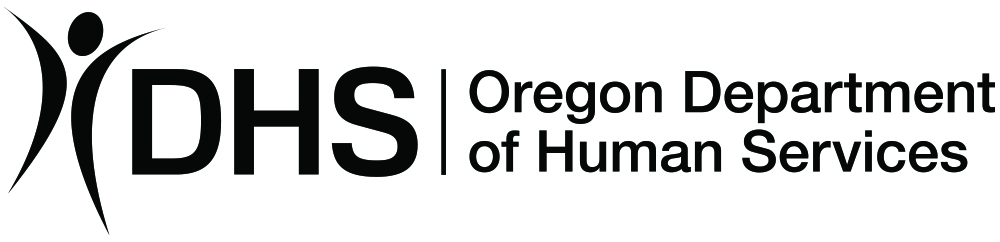 DHS
Oregon Department
of Human Services